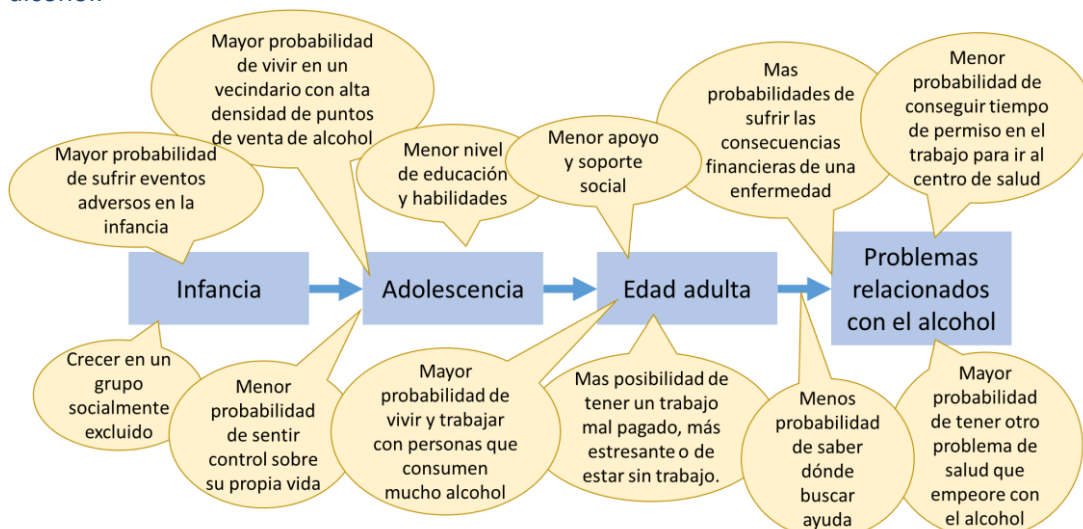 alcohol.
Mayor probabilidad
de vivir en un
vecindario con alta
densidad de puntos
de venta de alcohol
Mayor probabilidad
de sufrir eventos
adversos en la
infancia
Menor nivel
de educación
y habilidades
Menor apoyo
y soporte
social
Mas
probabilidades de
sufrir las
consecuencias
financieras de una
enfermedad
Menor
probabilidad de
conseguir tiempo
de permiso en el
trabajo para ir al
centro de salud
Infancia
Adolescencia
Edad adulta
Problemas
relacionados
con el alcohol
Crecer en un
grupo
socialmente
excluido
Menor
probabilidad
de sentir
control sobre
su propia vida
Mayor
probabilidad de
vivir y trabajar
con personas que
consumen
mucho alcohol
Mas posibilidad de
tener un trabajo
mal pagado, más
estresante o de
estar sin trabajo.
Menos
probabilidad
de saber
dónde
buscar
ayuda
Mayor
probabilidad
de tener otro
problema de
salud que
empeore con
el alcohol